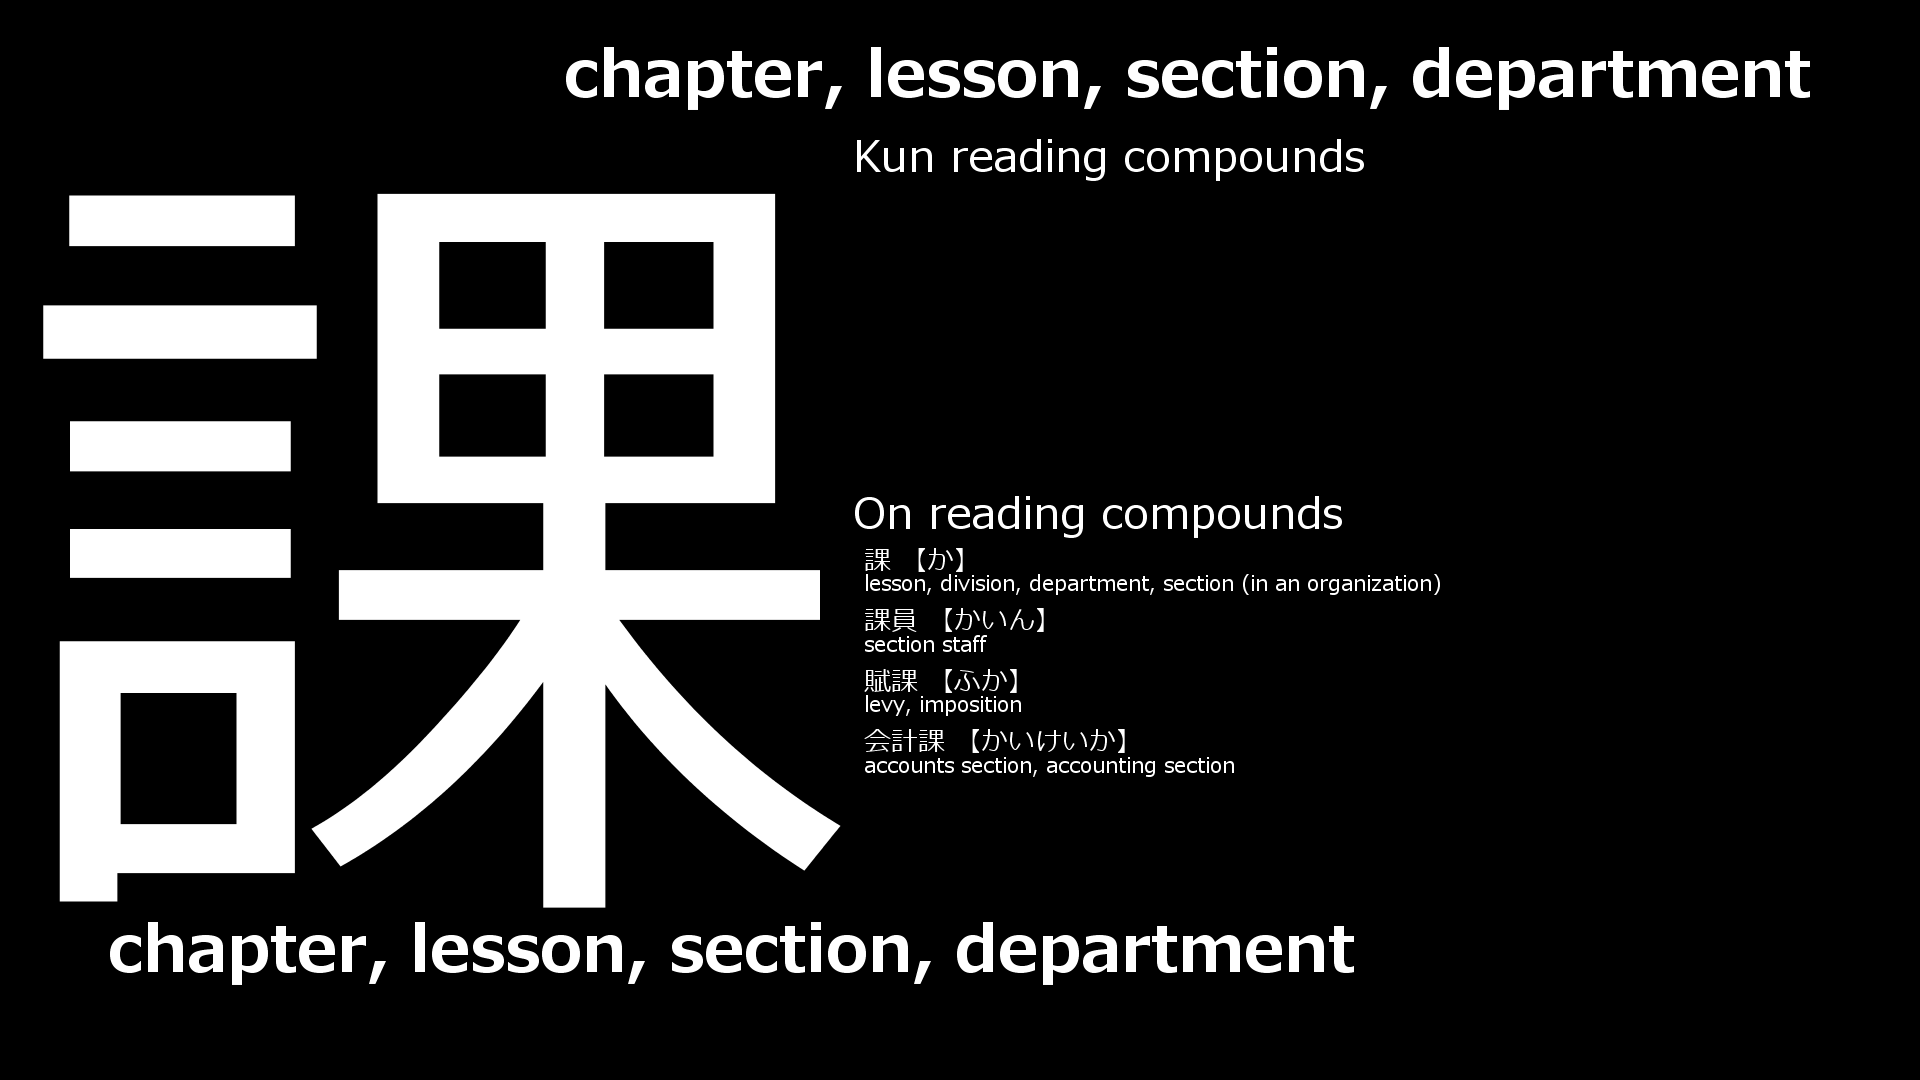 chapter, lesson, section, department
Kun reading compounds
課
On reading compounds
課 【か】
lesson, division, department, section (in an organization)
課員 【かいん】
section staff
賦課 【ふか】
levy, imposition
会計課 【かいけいか】
accounts section, accounting section
chapter, lesson, section, department